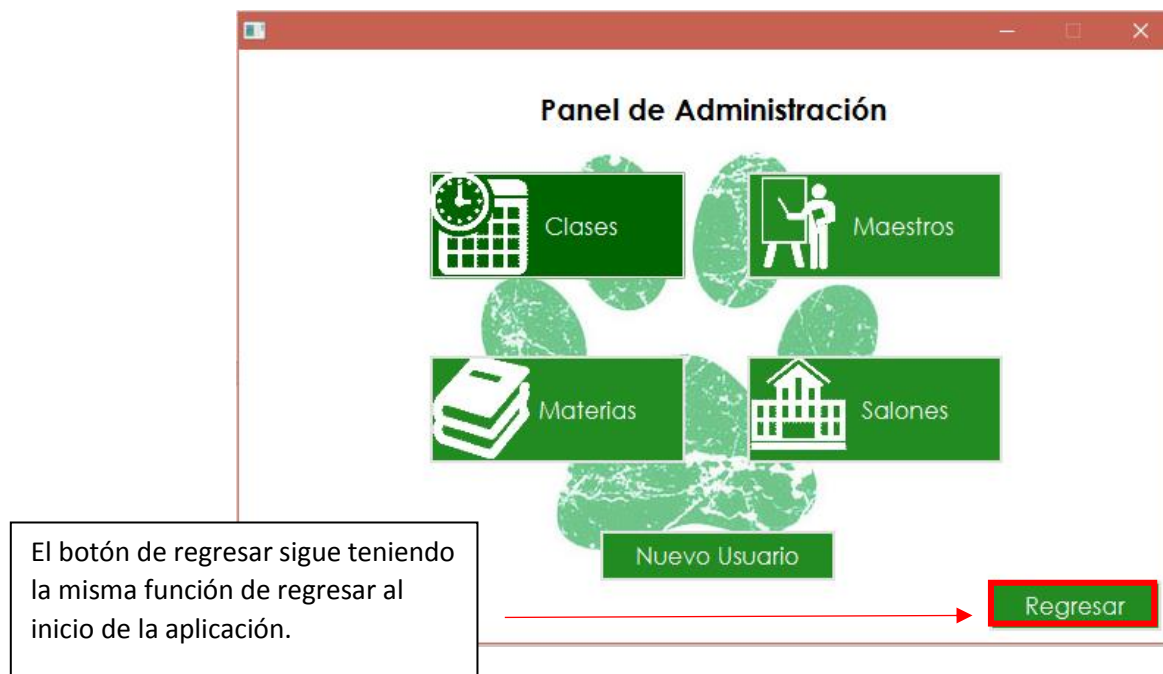 Panel de Administración
Clases
Maestros
Materias
Salones
Nuevo Usuario
El botón de regresar sigue teniendo
la misma función de regresar al
inicio de la aplicación.
Regresar